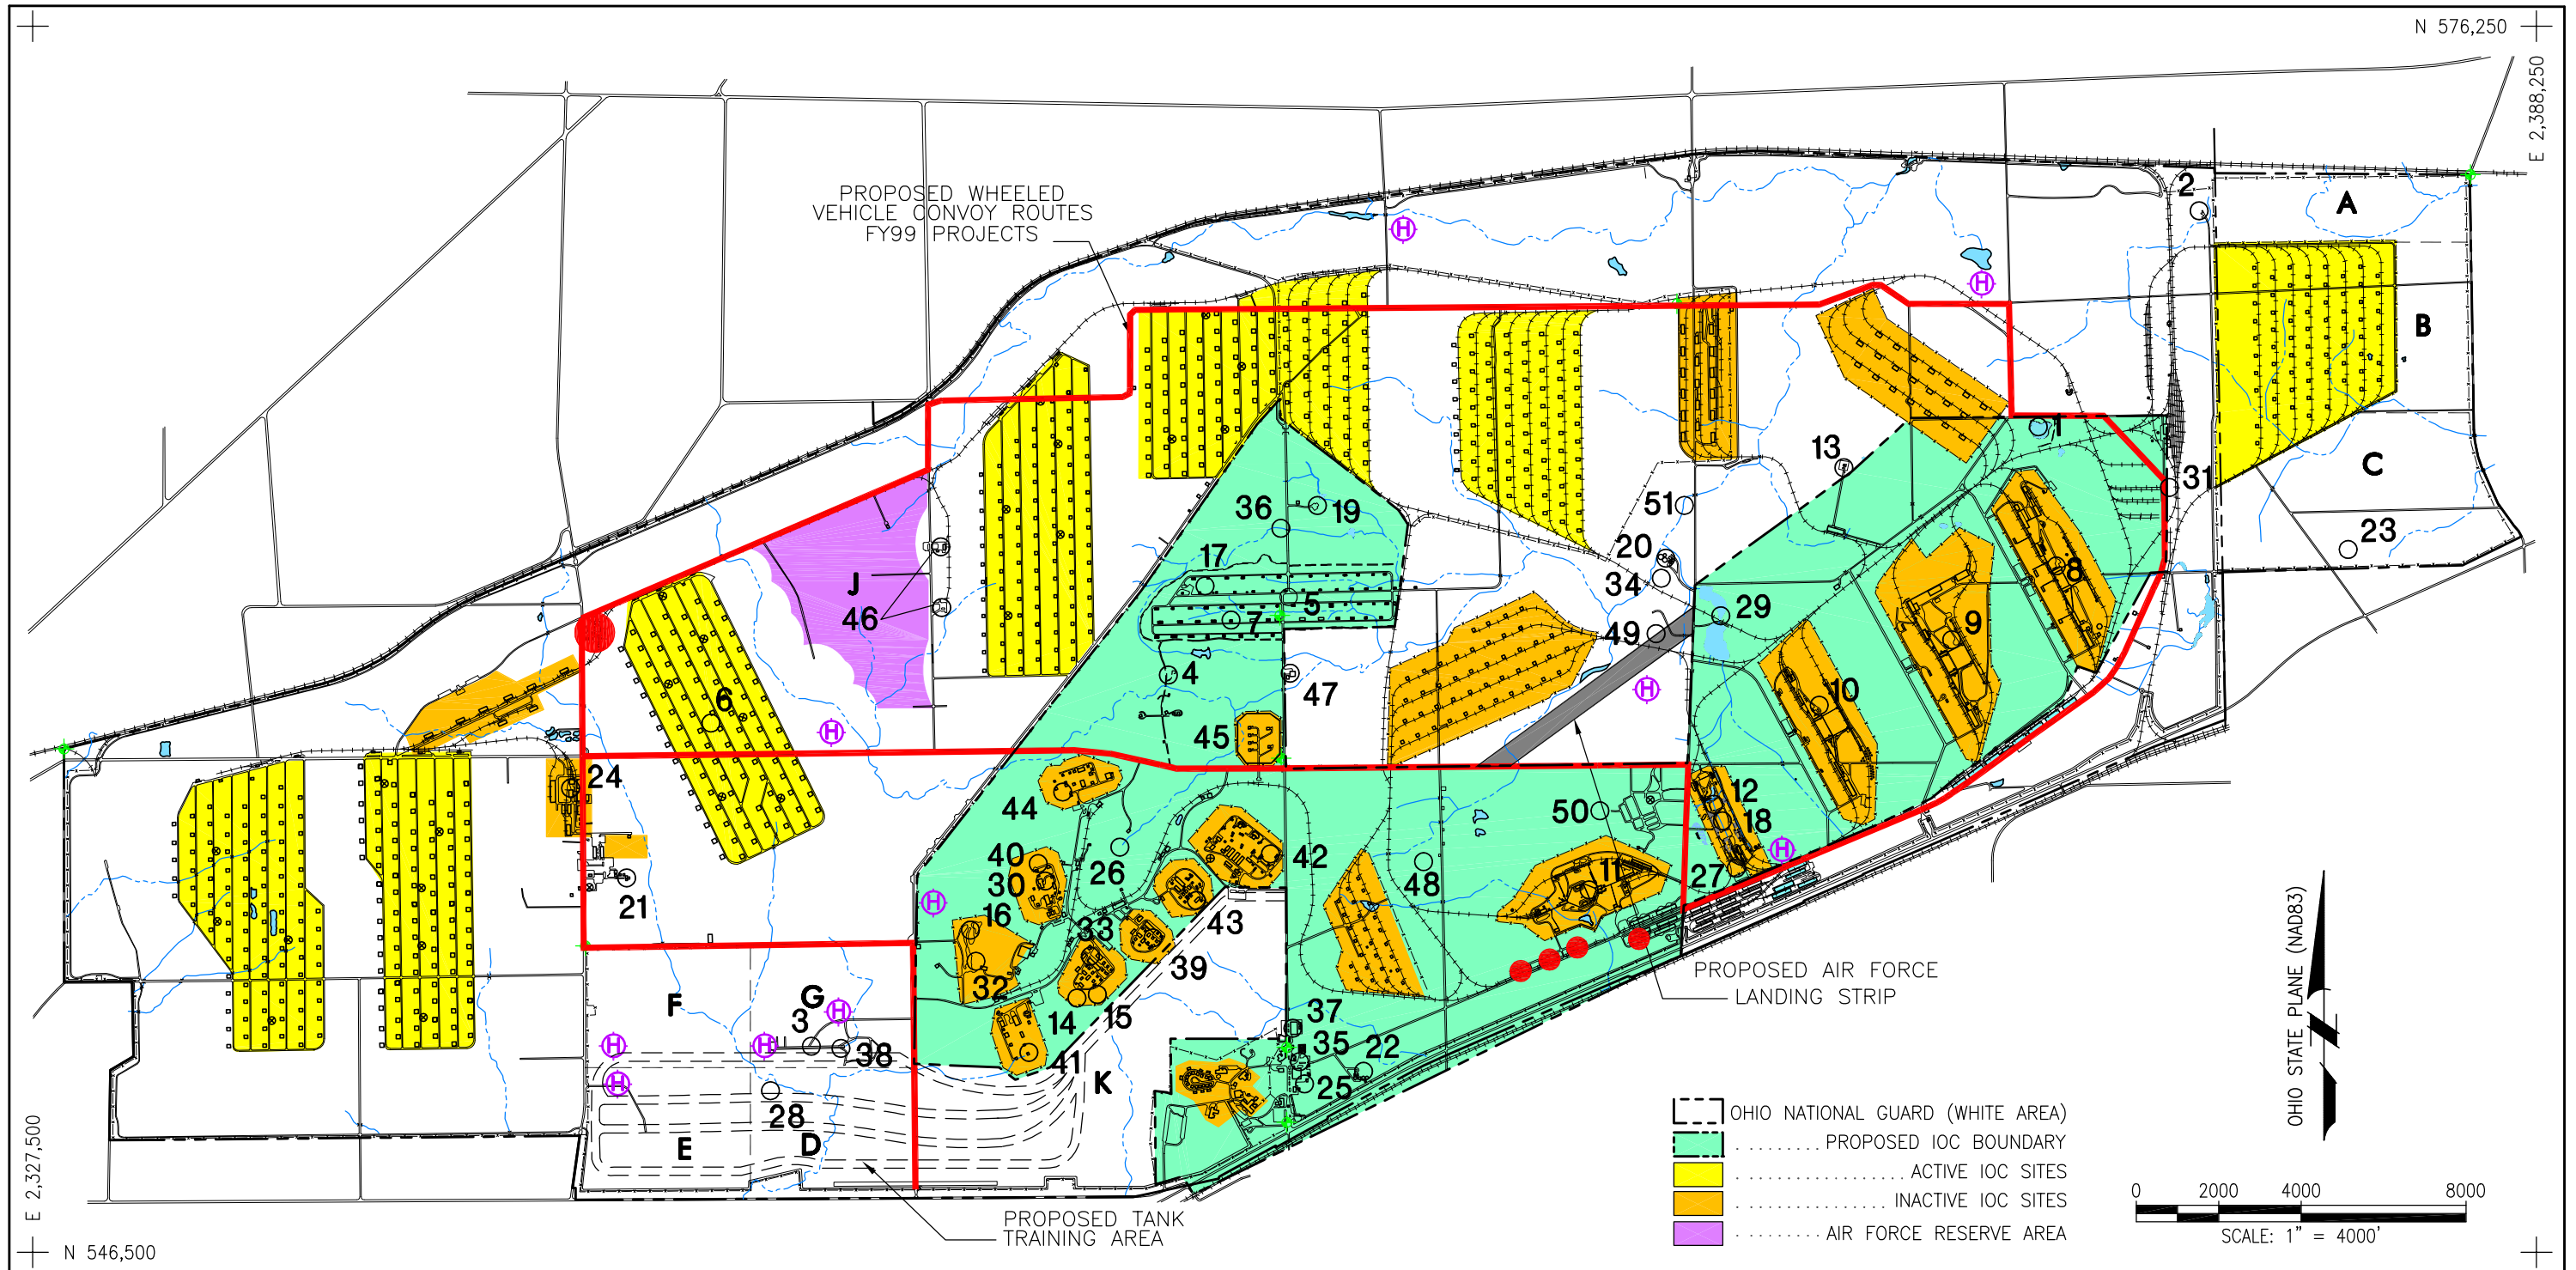 N 576,250
E 2,388,250
PROPOSED WHEELED
VEHICLE CONVOY ROUTES
FY99 PROJECTS
H
2
A
H
B
1
C
13
31
51
36
19
23
20
17
34
8
J
5
46
7
29
49
9
4
6
47
H
10
H
45
24
12
44
50
18
40
42
H
26
11
30
48
27
H
21
16
43
33
39
PROPOSED AIR FORCE
LANDING STRIP
32
F
G
H
14
15
37
3
35
H
H
38
22
41
K
25
H
28
E
D
PROPOSED TANK
TRAINING AREA
OHIO NATIONAL GUARD (WHITE AREA)
PROPOSED IOC BOUNDARY
ACTIVE IOC SITES
INACTIVE IOC SITES
AIR FORCE RESERVE AREA
OHIO STATE PLANE (NAD83)
0 2000 4000 8000
SCALE: 1" = 4000'
E 2,327,500
N 546,500